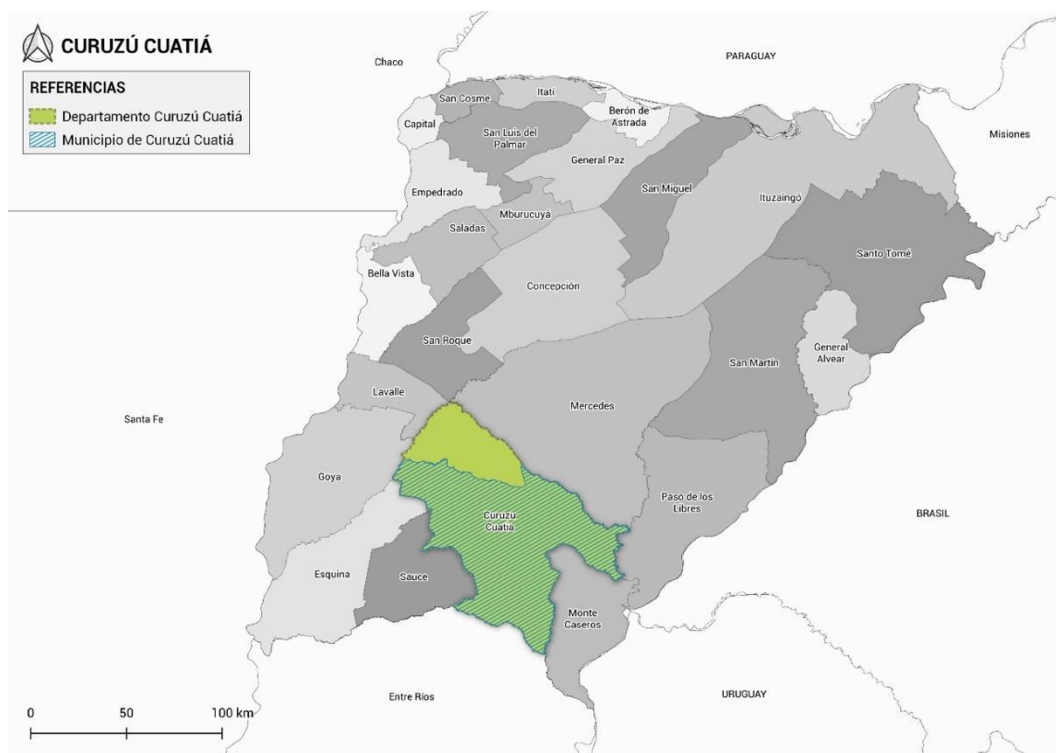 CURUZÚ CUATIÁ
REFERENCIAS
Departamento Curuzú Cuatiá
Municipio de Curuzú Cuatiá
Chaco
PARAGUAY
Misiones
San Cosme
Itatí
Berón de
Astrada
Capital
San Luis del
Palmar
General Paz
San Miguel
Ituzaingó
Empedrado
Mburucuyá
Saladas
Santo Tomé
Bella Vista
Concepción
San Roque
San Martín
General
Alvear
Lavalle
Mercedes
Santa Fe
Goya
Paso de los
Libres
Curuzú
Cuatiá
BRASIL
Esquina
Sauce
Monte
Caseros
Entre Ríos
URUGUAY
0 50 100 km